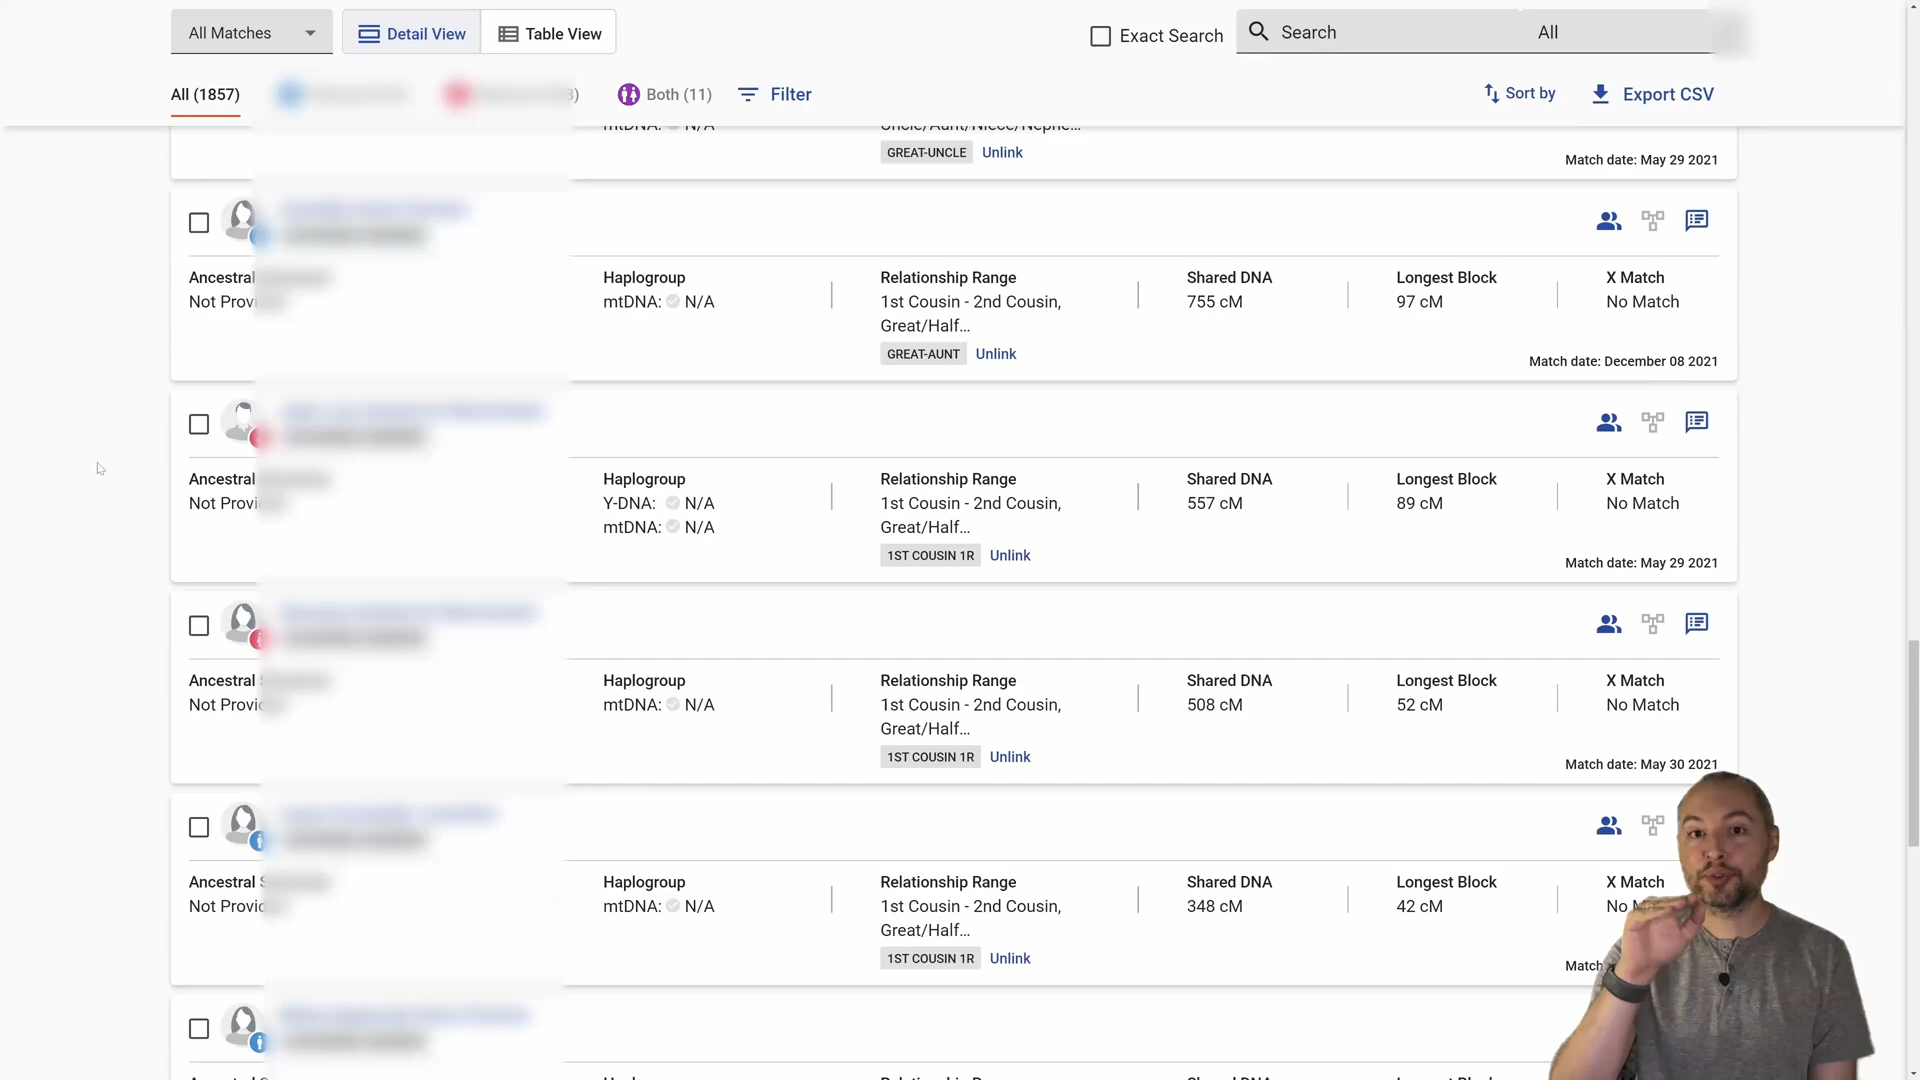 All Matches
Detail View
Table View
Exact Search
Search
All
All (1857)
Both (11)
Filter
Sort by
Export CSV
mtDNA: N/A
Uncle/Aunt/Niece/Nephe...
GREAT-UNCLE Unlink
Match date: May 29 2021
Ancestral
Not Provi
Haplogroup
mtDNA: N/A
Relationship Range
1st Cousin - 2nd Cousin,
Great/Half...
GREAT-AUNT Unlink
Shared DNA
755 cM
Longest Block
97 cM
X Match
No Match
Match date: December 08 2021
Ancestral
Not Provi
Haplogroup
Y-DNA: N/A
mtDNA: N/A
Relationship Range
1st Cousin - 2nd Cousin,
Great/Half...
1ST COUSIN 1R Unlink
Shared DNA
557 cM
Longest Block
89 cM
X Match
No Match
Match date: May 29 2021
Ancestral
Not Provi
Haplogroup
mtDNA: N/A
Relationship Range
1st Cousin - 2nd Cousin,
Great/Half...
1ST COUSIN 1R Unlink
Shared DNA
508 cM
Longest Block
52 cM
X Match
No Match
Match date: May 30 2021
Ancestral
Not Provid
Haplogroup
mtDNA: N/A
Relationship Range
1st Cousin - 2nd Cousin,
Great/Half...
1ST COUSIN 1R Unlink
Shared DNA
348 cM
Longest Block
42 cM
X Match
No M
Match